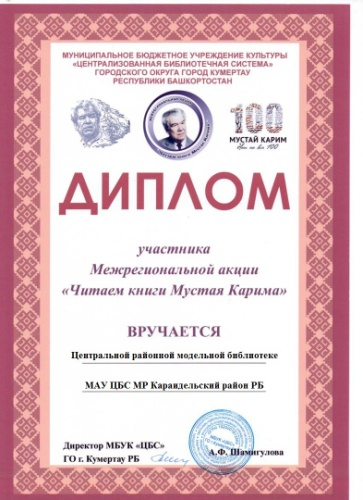 МУНИЦИПАЛЬНОЕ БЮДЖЕТНОЕ УЧРЕЖДЕНИЕ КУЛЬТУРЫ
«ЦЕНТРАЛИЗОВАННАЯ БИБЛИОТЕЧНАЯ СИСТЕМА»
ГОРОДСКОГО ОКРУГА ГОРОД КУМЕРТАУ
РЕСПУБЛИКИ БАШКОРТОСТАН
100
МУСТАЙ КАРИМ
ДИПЛОМ
участника
Межрегиональной акции
«Читаем книги Мустая Карима»
ВРУЧАЕТСЯ
Центральной районной модельной библиотеке
МАУ ЦБС МР Караидельский район РБ
Директор МБУК «ЦБС»
ГО г. Кумертау РБ
А.Ф. Шамигулова